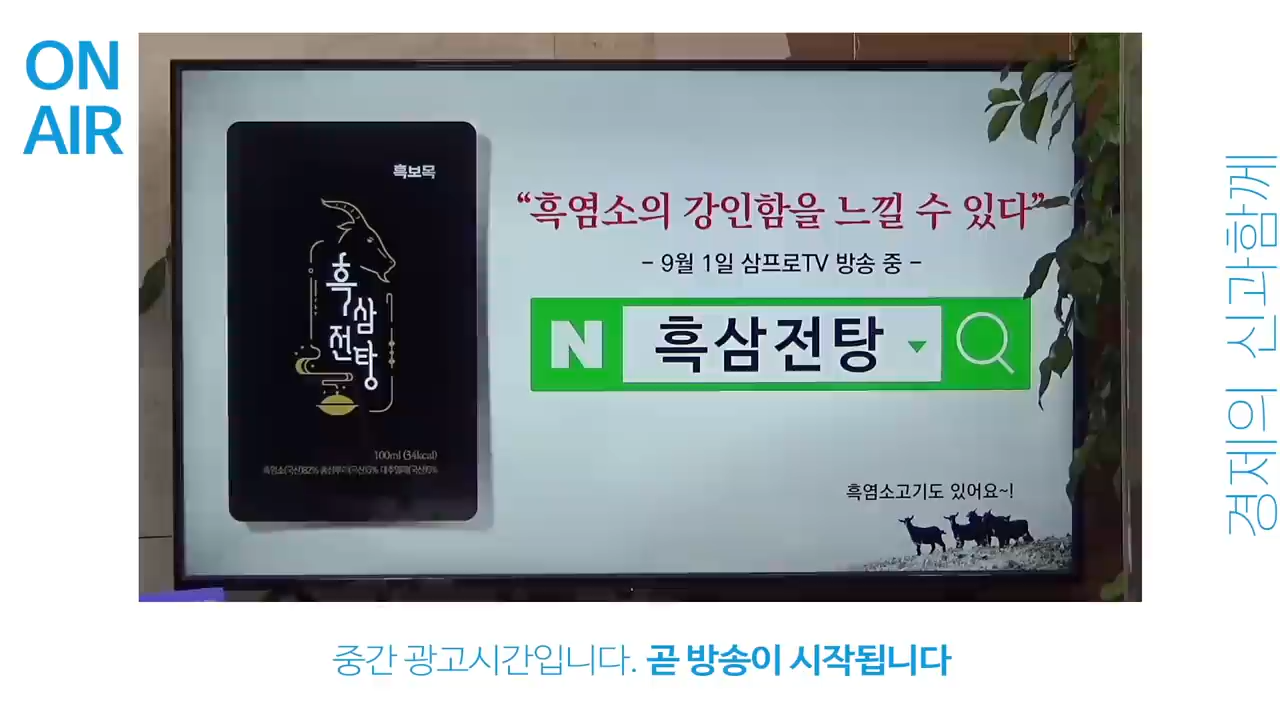 ON
AIR
흑보목
흑삼
전탕
100ml (34kcal)
“흑염소의 강인함을 느낄 수 있다”
- 9월 1일 삼프로TV 방송 중 -
N 흑삼전탕
흑염소고기도 있어요~!
경제의 신과함께
중간 광고시간입니다. 곧 방송이 시작됩니다